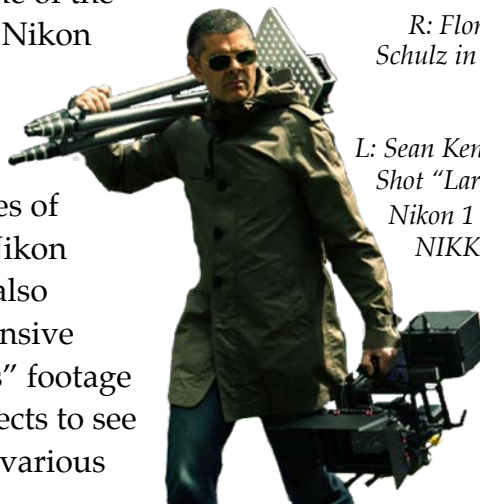 ne of the
Nikon
es of
Nikon
also
nsive
s” footage
ects to see
various
R: Flor
Schulz in
L: Sean Ken
Shot “Lar
Nikon 1
NIKK